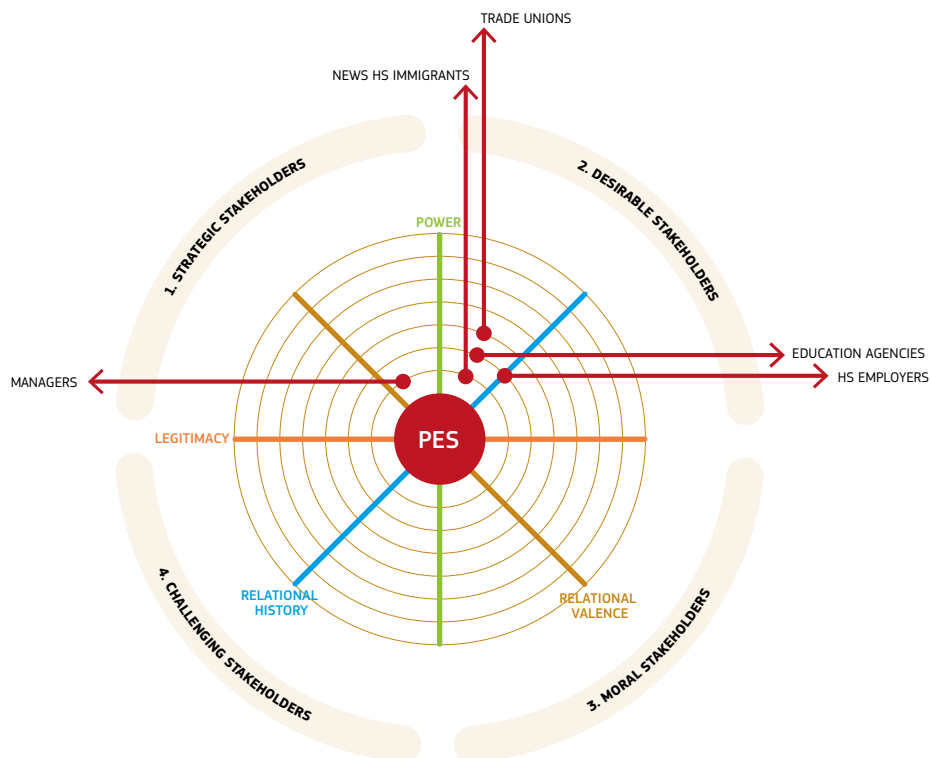 TRADE UNIONS
NEWS HS IMMIGRANTS
1. STRATEGIC STAKEHOLDERS
2. DESIRABLE STAKEHOLDERS
POWER
EDUCATION AGENCIES
HS EMPLOYERS
MANAGERS
LEGITIMACY
PES
RELATIONAL
HISTORY
RELATIONAL
VALENCE
4. CHALLENGING STAKEHOLDERS
3. MORAL STAKEHOLDERS